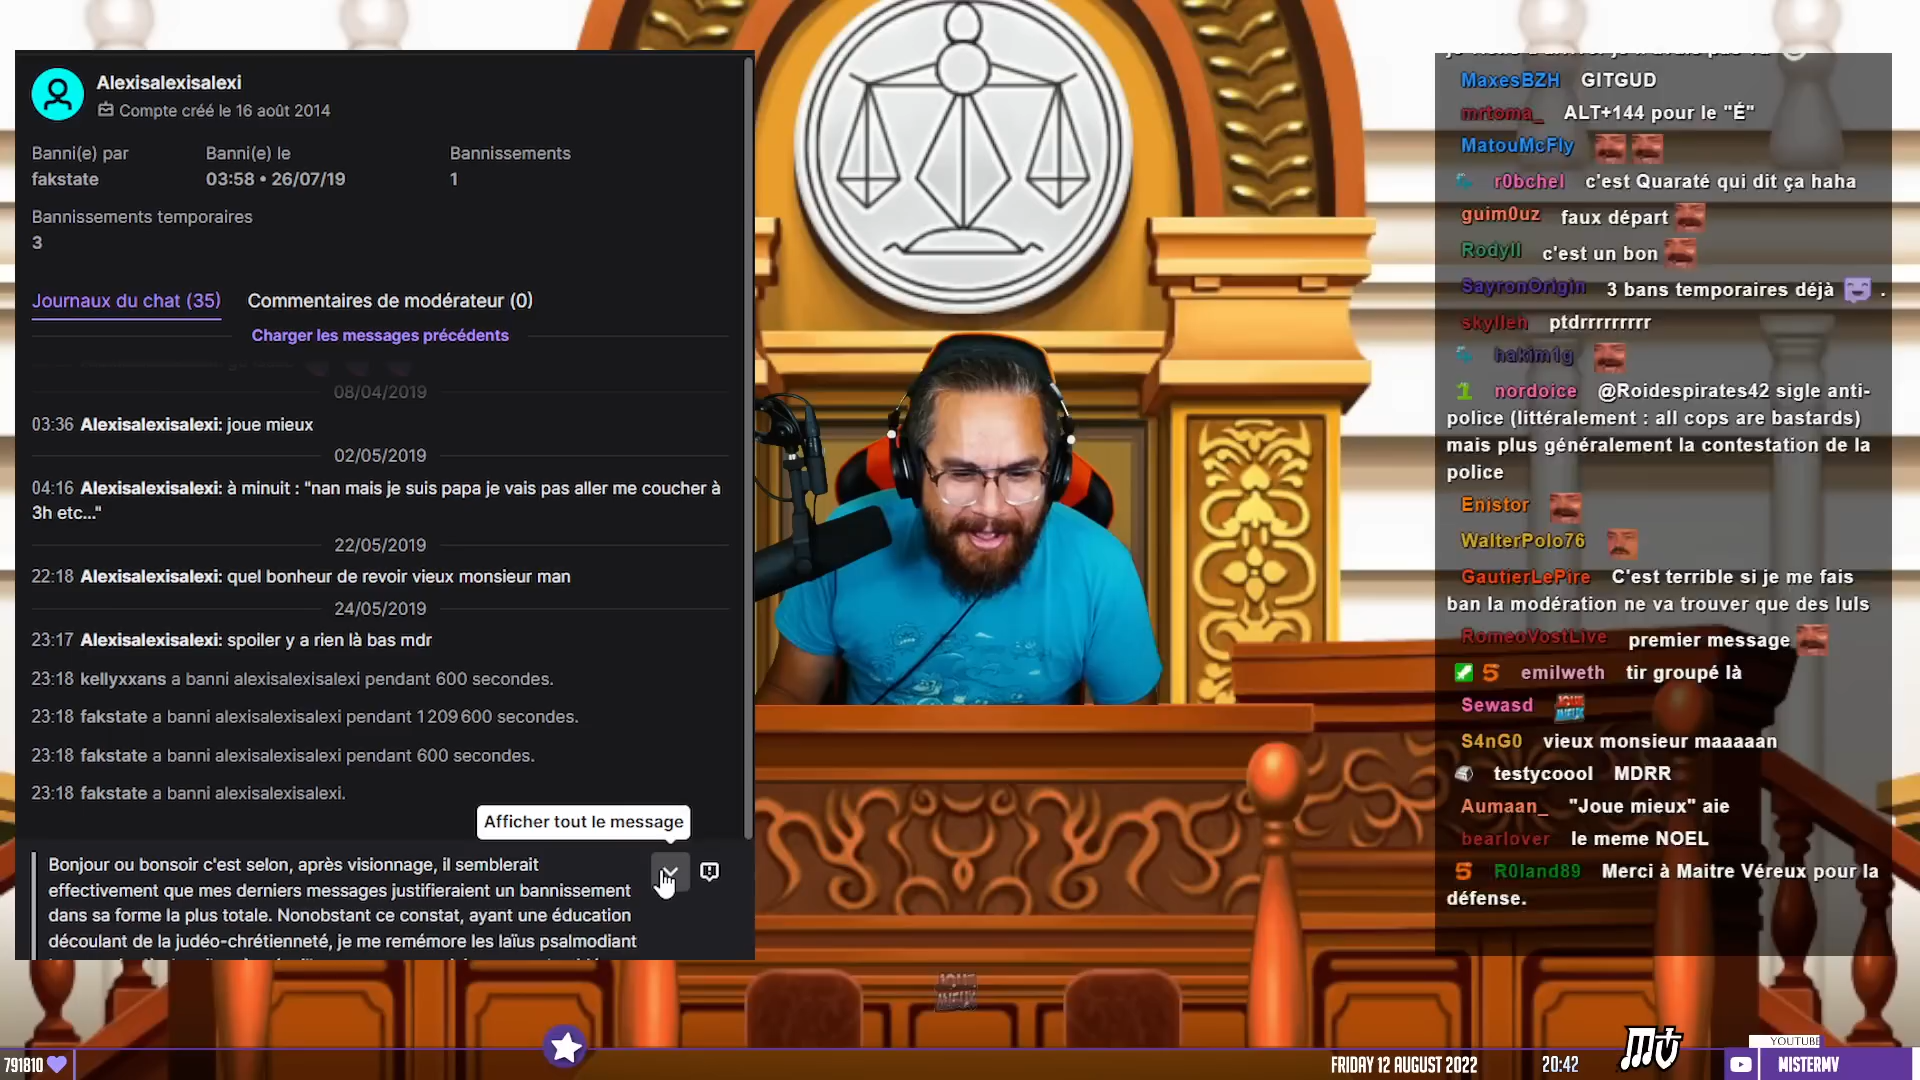 Alexisalexisalexi
Compte créé le 16 août 2014
Banni(e) par
fakstate
Banni(e) le
03:58 • 26/07/19
Bannissements
1
Bannissements temporaires
3
Journaux du chat (35)
Commentaires de modérateur (0)
Charger les messages précédents
08/04/2019
03:36 Alexisalexisalexi: joue mieux
02/05/2019
04:16 Alexisalexisalexi: à minuit : "nan mais je suis papa je vais pas aller me coucher à
3h etc..."
22/05/2019
22:18 Alexisalexisalexi: quel bonheur de revoir vieux monsieur man
24/05/2019
23:17 Alexisalexisalexi: spoiler y a rien là bas mdr
23:18 kellyxxans a banni alexisalexisalexi pendant 600 secondes.
23:18 fakstate a banni alexisalexisalexi pendant 1 209 600 secondes.
23:18 fakstate a banni alexisalexisalexi pendant 600 secondes.
23:18 fakstate a banni alexisalexisalexi.
Afficher tout le message
Bonjour ou bonsoir c'est selon, après visionnage, il semblerait
effectivement que mes derniers messages justifieraient un bannissement
dans sa forme la plus totale. Nonobstant ce constat, ayant une éducation
découlant de la judéo-chrétienneté, je me remémore les laïus psalmodiant
MaxesBZH GITGUD
mrtoma_ ALT+144 pour le "É"
MatouMcFly
r0bchel c'est Quaraté qui dit ça haha
guim0uz faux départ
Rodyll c'est un bon
SayronOrigin 3 bans temporaires déjà .
skylleh ptdrrrrrrrrr
hakim1g
nordoice @Roidespirates42 sigle anti-
police (littéralement : all cops are bastards)
mais plus généralement la contestation de la
police
Enistor
WalterPolo76
GautierLePire C'est terrible si je me fais
ban la modération ne va trouver que des luls
RomeoVostLive premier message
5 emilweth tir groupé là
Sewasd JOUE MIEUX
S4nG0 vieux monsieur maaaaan
testycoool MDRR
Aumaan_ "Joue mieux" aie
bearlover le meme NOEL
5 R0land89 Merci à Maitre Véreux pour la
défense.
JOUE
MIEUX
791810
FRIDAY 12 AUGUST 2022
20:42
MV
YOUTUBE
MISTERMV